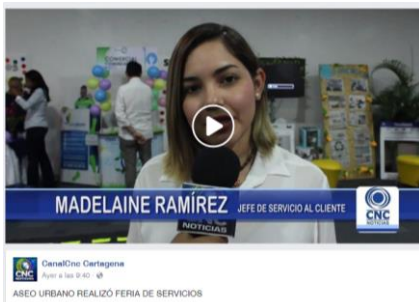 COMERCIAL
MADELAINE RAMÍREZ JEFE DE SERVICIO AL CLIENTE
CNC
NOTICIAS
CNC
NOTICIAS
CNC
CanalCnc Cartagena
Ayer a las 9:40
ASEO URBANO REALIZÓ FERIA DE SERVICIOS